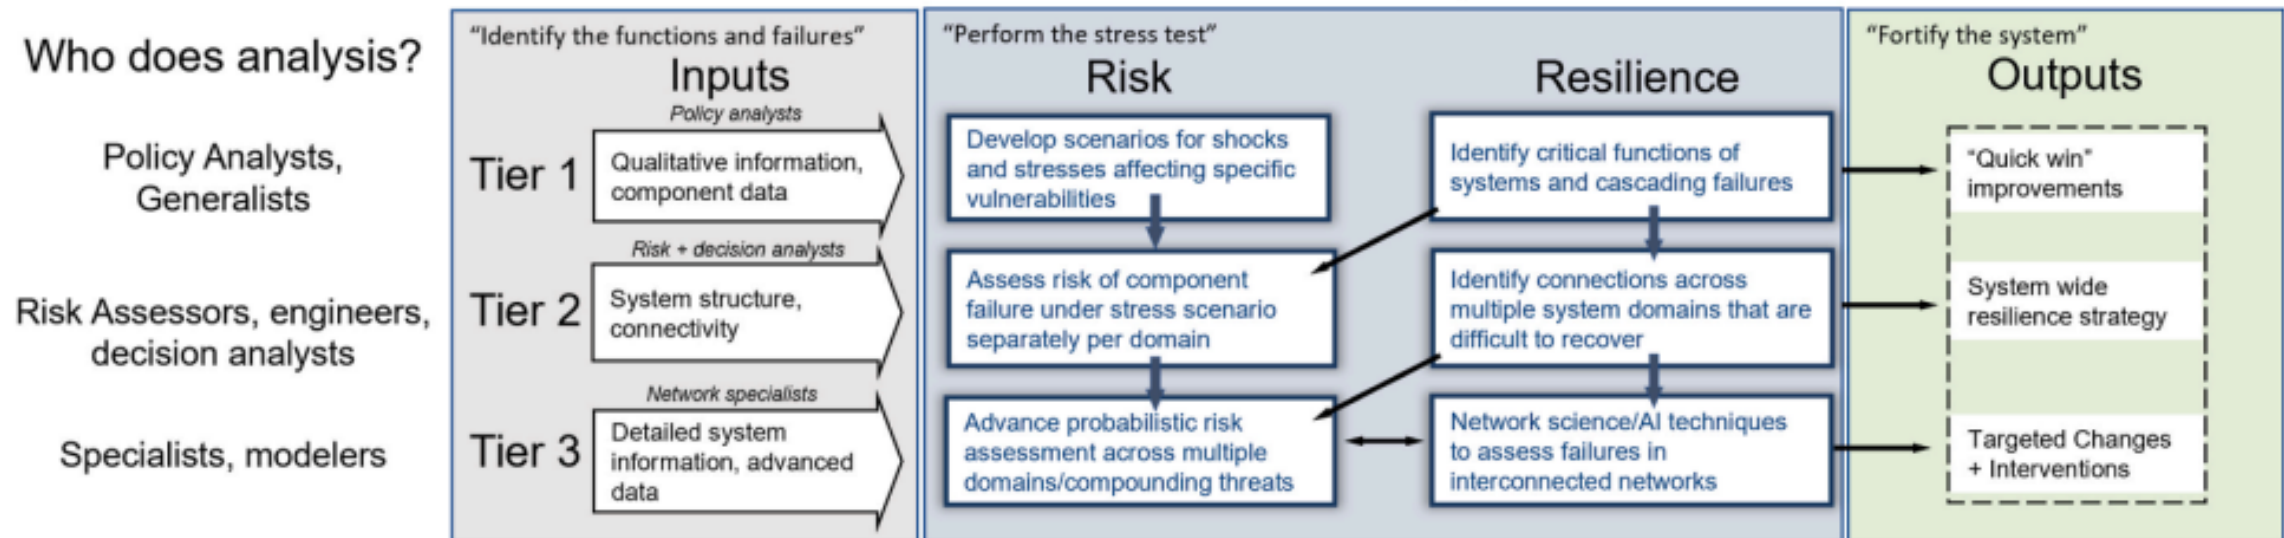 Who does analysis?
Policy Analysts,
Generalists
Risk Assessors, engineers,
decision analysts
Specialists, modelers
“Identify the functions and failures”
Inputs
Policy analysts
Tier 1
Qualitative information,
component data
Risk + decision analysts
Tier 2
System structure,
connectivity
Network specialists
Tier 3
Detailed system
information, advanced
data
“Perform the stress test”
Risk
Develop scenarios for shocks
and stresses affecting specific
vulnerabilities
Assess risk of component
failure under stress scenario
separately per domain
Advance probabilistic risk
assessment across multiple
domains/compounding threats
Resilience
Identify critical functions of
systems and cascading failures
Identify connections across
multiple system domains that are
difficult to recover
Network science/AI techniques
to assess failures in
interconnected networks
“Fortify the system”
Outputs
“Quick win”
improvements
System wide
resilience strategy
Targeted Changes
+ Interventions